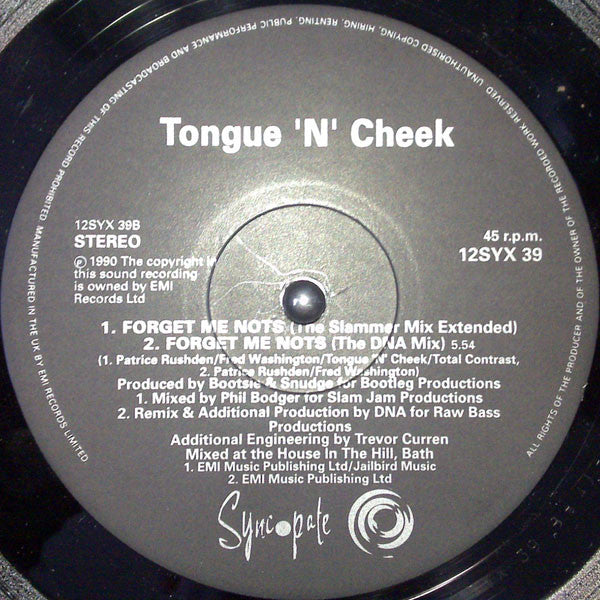 UNAUTHORISED COPYING, HIRING, RENTING, PUBLIC PERFORMANCE AND BROADCASTING OF THIS RECORD PROHIBITED MANUFACTURED IN THE UK BY EMI RECORDS LIMITED
ALL RIGHTS OF THE PRODUCER AND OF THE OWNER OF THE RECORDED WORK RESERVED
Tongue 'N' Cheek
12SYX 39B
STEREO
45 r.p.m.
12SYX 39
℗ 1990 The copyright in
this sound recording
is owned by EMI
Records Ltd
1. FORGET ME NOTS (The Slammer Mix Extended)
2. FORGET ME NOTS (The DNA Mix) 5.54
(1. Patrice Rushden/Fred Washington/Tongue N' Cheek/Total Contrast,
2. Patrice Rushden/Fred Washington)
Produced by Bootsie & Snudge for Bootleg Productions
1. Mixed by Phil Bodger for Slam Jam Productions
2. Remix & Additional Production by DNA for Raw Bass
Productions
Additional Engineering by Trevor Curren
Mixed at the House In The Hill, Bath
1. EMI Music Publishing Ltd/Jailbird Music
2. EMI Music Publishing Ltd
Syncopate